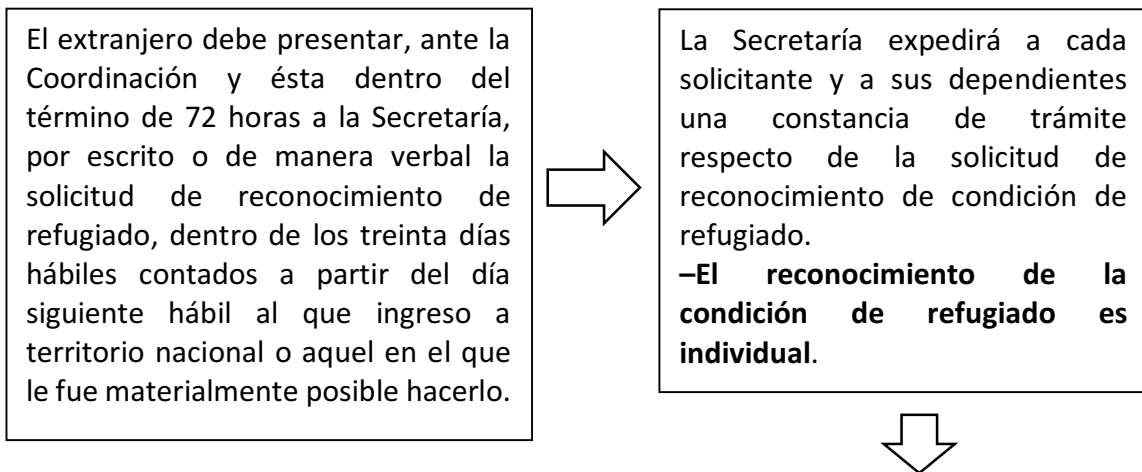 El extranjero debe presentar, ante la
Coordinación y ésta dentro del
término de 72 horas a la Secretaría,
por escrito o de manera verbal la
solicitud de reconocimiento de
refugiado, dentro de los treinta días
hábiles contados a partir del día
siguiente hábil al que ingreso a
territorio nacional o aquel en el que
le fue materialmente posible hacerlo.
La Secretaría expedirá a cada
solicitante y a sus dependientes
una constancia de trámite
respecto de la solicitud de
reconocimiento de condición de
refugiado.
–El reconocimiento de la
condición de refugiado es
individual.